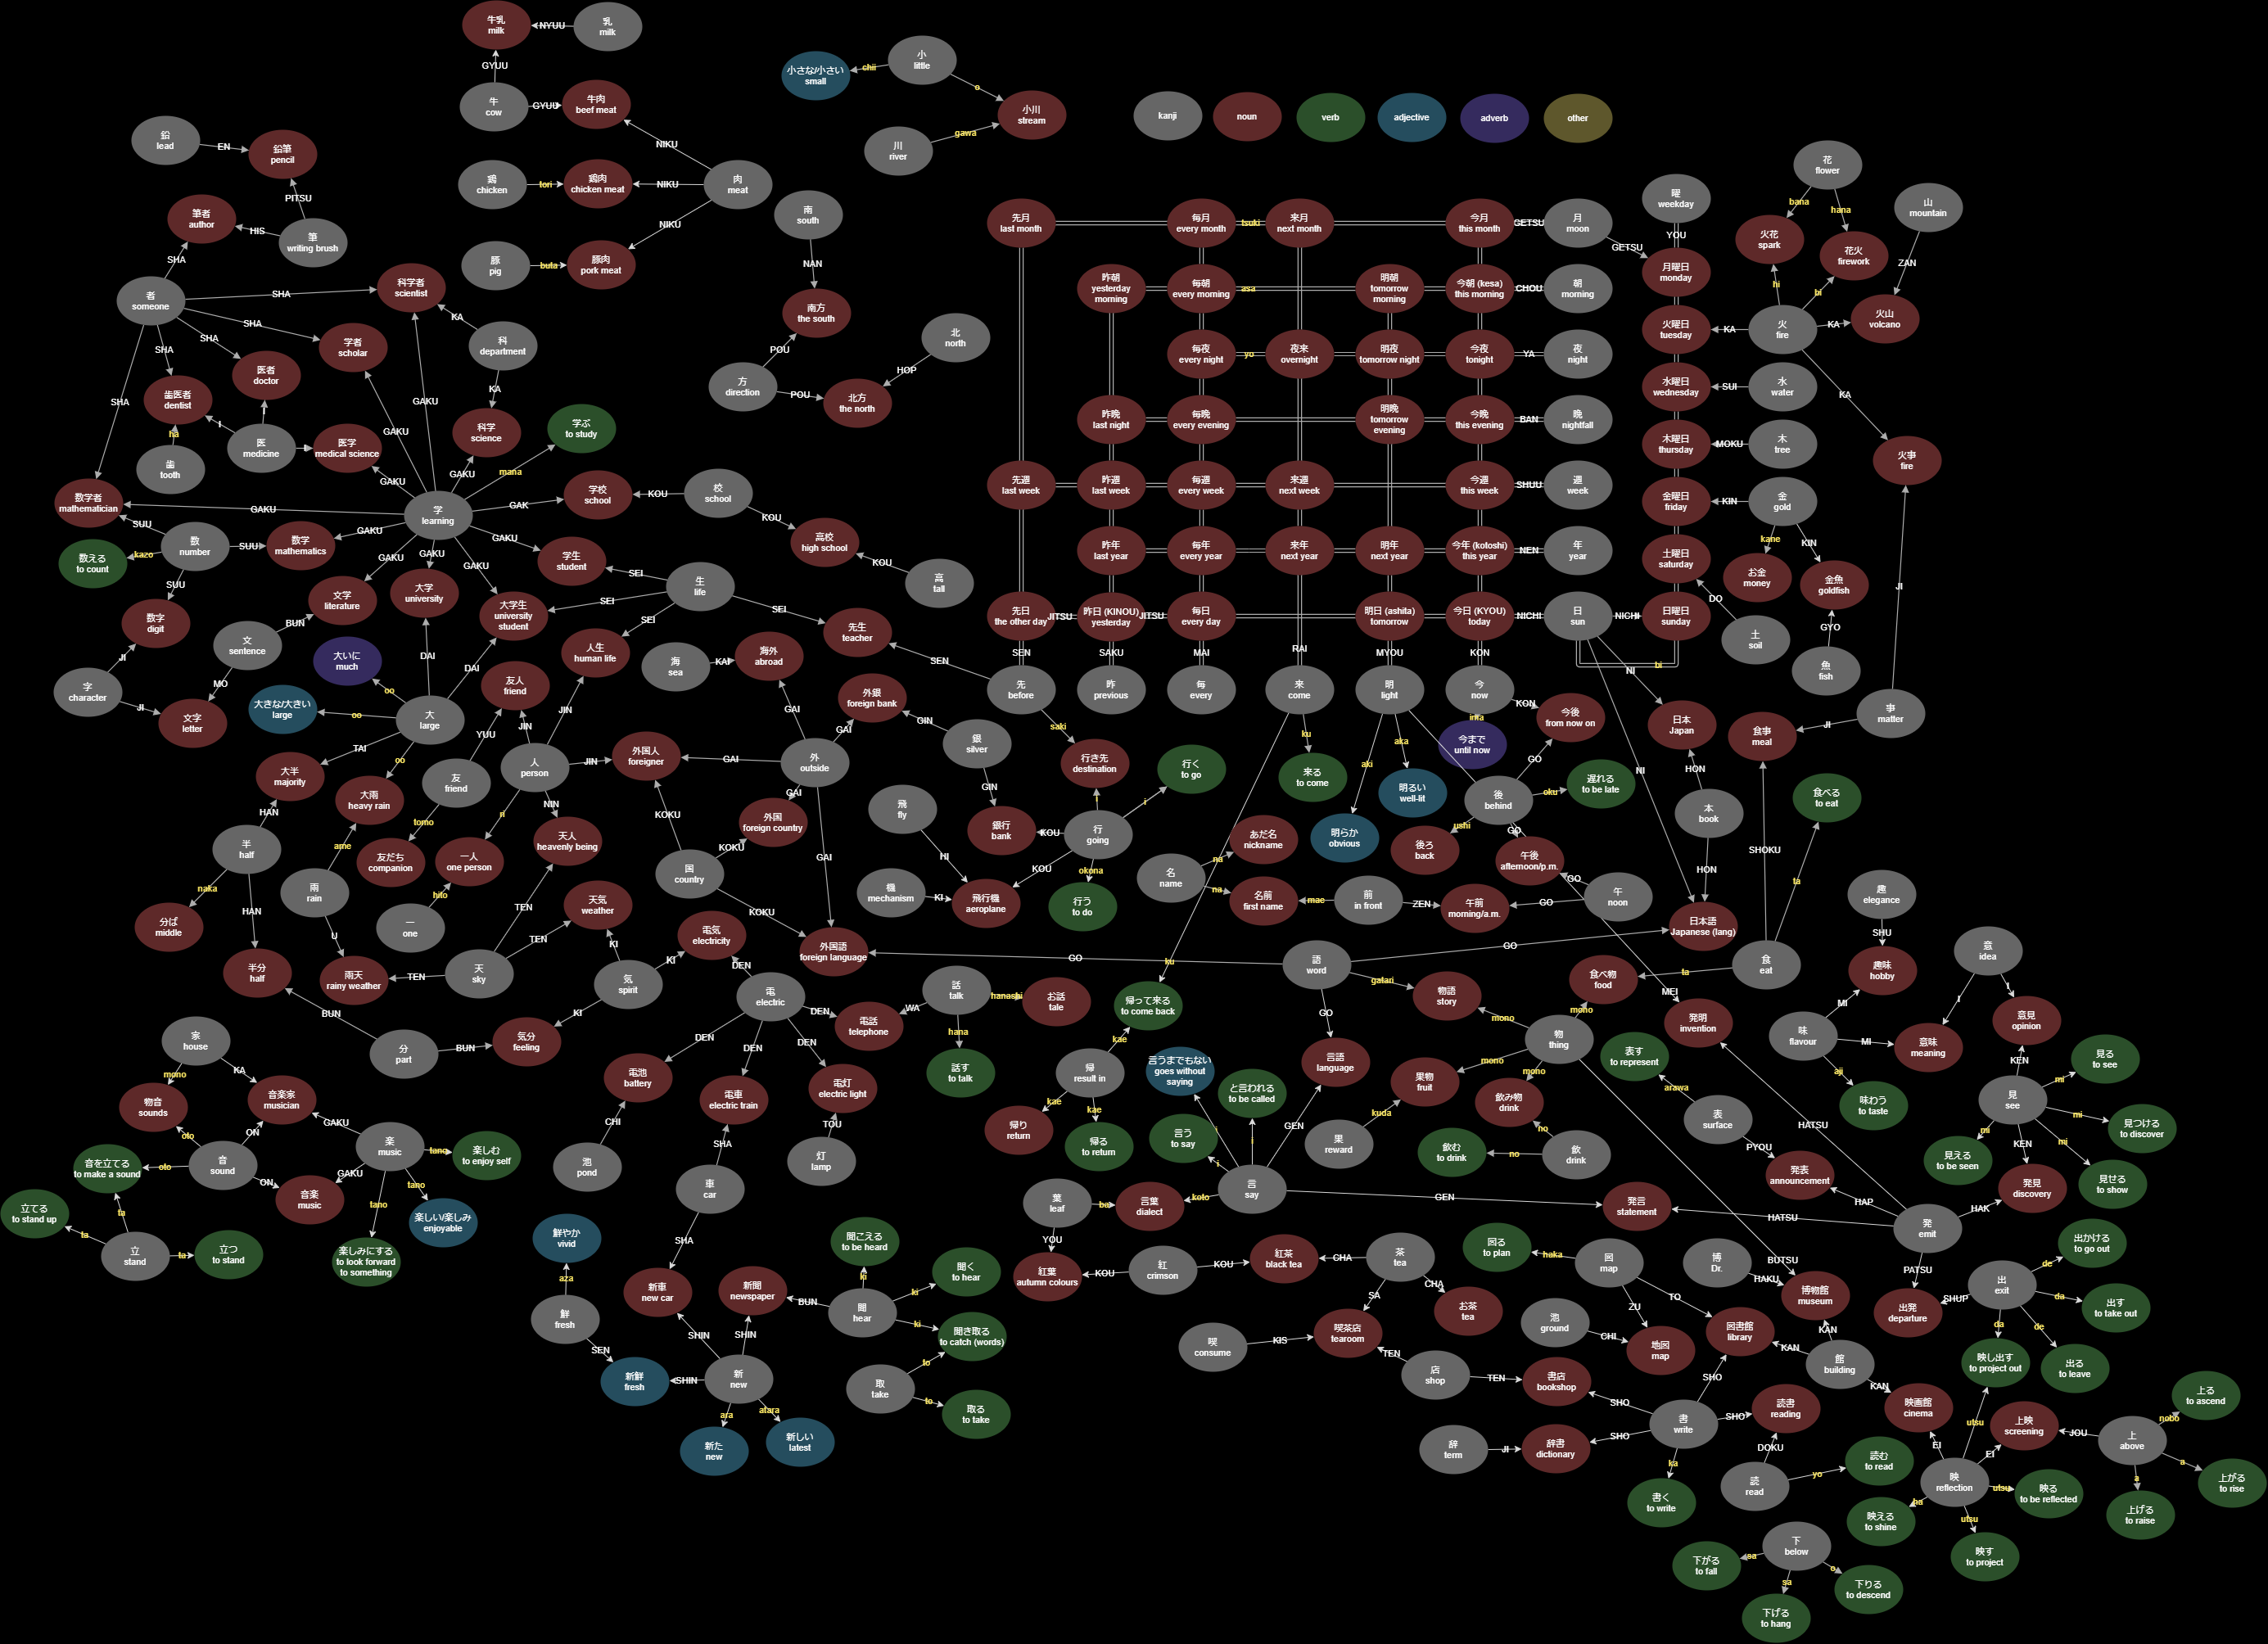 牛乳
milk
NYUU
乳
milk
GYUU
牛
cow
GYUU
牛肉
beef meat
NIKU
鶏
chicken
tori
鶏肉
chicken meat
NIKU
肉
meat
NIKU
豚
pig
buta
豚肉
pork meat
小さな/小さい
small
chii
小
little
o
小川
stream
gawa
川
river
kanji
noun
verb
adjective
adverb
other
鉛
lead
EN
鉛筆
pencil
PITSU
筆者
author
HIS
筆
writing brush
SHA
者
someone
SHA
科学者
scientist
KA
科
department
SHA
学者
scholar
SHA
医者
doctor
SHA
歯医者
dentist
SHA
ha
歯
tooth
I
医
medicine
I
I
医学
medical science
GAKU
GAKU
GAKU
KA
科学
science
GAKU
mana
学ぶ
to study
数学者
mathematician
GAKU
学
learning
GAK
学校
school
KOU
校
school
KOU
高校
high school
KOU
高
tall
SUU
数
number
SUU
数学
mathematics
GAKU
kazo
数える
to count
SUU
数字
digit
JI
字
character
JI
文字
letter
MO
文
sentence
BUN
文学
literature
GAKU
GAKU
大学
university
GAKU
大学生
university
student
GAKU
学生
student
SEI
生
life
SEI
SEI
人生
human life
SEI
先生
teacher
SEN
DAI
DAI
大いに
much
oo
大きな/大きい
large
oo
大
large
TAI
大半
majority
HAN
半
half
naka
分ば
middle
HAN
半分
half
BUN
分
part
BUN
気分
feeling
KI
oo
大雨
heavy rain
ame
雨
rain
U
雨天
rainy weather
TEN
天
sky
TEN
天人
heavenly being
TEN
天気
weather
KI
気
spirit
KI
電気
electricity
DEN
友人
friend
YUU
友
friend
tomo
友だち
companion
JIN
人
person
JIN
JIN
NIN
ri
一人
one person
hito
一
one
外国人
foreigner
GAI
外
outside
KOKU
国
country
KOKU
外国
foreign country
GAI
GAI
KOKU
外国語
foreign language
海
sea
KAI
海外
abroad
GAI
外銀
foreign bank
GAI
GIN
銀
silver
GIN
銀行
bank
KOU
行
going
i
行き先
destination
saki
i
行く
to go
okona
行う
to do
KOU
飛
fly
HI
飛行機
aeroplane
KI
機
mechanism
南
south
NAN
南方
the south
POU
方
direction
POU
北方
the north
HOP
北
north
先月
last month
毎月
every month
tsuki
来月
next month
今月
this month
GETSU
月
moon
GETSU
昨朝
yesterday
morning
毎朝
every morning
asa
明朝
tomorrow
morning
今朝 (kesa)
this morning
CHOU
朝
morning
毎夜
every night
yo
夜来
overnight
明夜
tomorrow night
今夜
tonight
YA
夜
night
昨晩
last night
毎晩
every evening
明晩
tomorrow
evening
今晩
this evening
BAN
晩
nightfall
先週
last week
昨週
last week
毎週
every week
来週
next week
今週
this week
SHUU
週
week
昨年
last year
毎年
every year
来年
next year
明年
next year
今年 (kotoshi)
this year
NEN
年
year
先日
the other day
JITSU
昨日 (KINOU)
yesterday
JITSU
毎日
every day
明日 (ashita)
tomorrow
今日 (KYOU)
today
NICHI
日
sun
NICHI
日曜日
sunday
bi
SEN
SAKU
MAI
RAI
MYOU
KON
先
before
昨
previous
毎
every
来
come
明
light
今
now
曜
weekday
YOU
月曜日
monday
火曜日
tuesday
KA
火
fire
水曜日
wednesday
SUI
水
water
木曜日
thursday
MOKU
木
tree
金曜日
friday
KIN
金
gold
土曜日
saturday
DO
土
soil
kane
お金
money
KIN
金魚
goldfish
GYO
魚
fish
花
flower
bana
火花
spark
hi
hana
花火
firework
bi
山
mountain
ZAN
火山
volcano
KA
KA
火事
fire
JI
事
matter
JI
食事
meal
SHOKU
食べる
to eat
ta
食
eat
ta
食べ物
food
mono
NI
日本
Japan
HON
本
book
HON
日本語
Japanese (lang)
NI
ku
来る
to come
aki
明らか
obvious
aka
明るい
well-lit
ima
今まで
until now
KON
今後
from now on
GO
後
behind
oku
遅れる
to be late
ushi
後ろ
back
GO
午後
afternoon/p.m.
GO
午
noon
GO
午前
morning/a.m.
ZEN
前
in front
mae
名前
first name
na
名
name
na
あだ名
nickname
MEI
発明
invention
HATSU
GO
語
word
GO
gatari
物語
story
mono
GO
言語
language
GEN
物
thing
mono
果物
fruit
kuda
果
reward
mono
飲み物
drink
no
飲
drink
no
飲む
to drink
BUTSU
ku
帰って来る
to come back
kae
帰
result in
kae
帰り
return
kae
帰る
to return
電
electric
DEN
電話
telephone
WA
話
talk
hanashi
お話
tale
hana
話す
to talk
DEN
電池
battery
CHI
池
pond
DEN
電車
electric train
SHA
車
car
SHA
新車
new car
SHIN
DEN
電灯
electric light
TOU
灯
lamp
家
house
mono
物音
sounds
oto
KA
音楽家
musician
ON
音
sound
ON
音楽
music
GAKU
GAKU
楽
music
tano
楽しむ
to enjoy self
tano
楽しい/楽しみ
enjoyable
tano
楽しみにする
to look forward
to something
oto
音を立てる
to make a sound
ta
立
stand
ta
立てる
to stand up
ta
立つ
to stand
鮮やか
vivid
aza
鮮
fresh
SEN
新鮮
fresh
SHIN
新
new
SHIN
新聞
newspaper
BUN
聞
hear
ara
新た
new
atara
新しい
latest
ki
聞こえる
to be heard
ki
聞く
to hear
ki
聞き取る
to catch (words)
to
取
take
to
取る
to take
言うまでもない
goes without
saying
i
と言われる
to be called
i
言う
to say
i
言
say
koto
言葉
dialect
ba
葉
leaf
YOU
紅葉
autumn colours
KOU
紅
crimson
KOU
紅茶
black tea
CHA
茶
tea
CHA
お茶
tea
SA
喫茶店
tearoom
KIS
喫
consume
TEN
店
shop
TEN
書店
bookshop
SHO
GEN
発言
statement
HATSU
発
emit
表す
to represent
arawa
表
surface
PYOU
発表
announcement
HAP
HAK
発見
discovery
KEN
PATSU
出発
departure
SHUP
出
exit
de
出かける
to go out
da
出す
to take out
de
出る
to leave
da
映し出す
to project out
utsu
趣
elegance
SHU
趣味
hobby
MI
味
flavour
MI
意味
meaning
I
意
idea
I
意見
opinion
KEN
見
see
aji
味わう
to taste
mi
見る
to see
mi
見つける
to discover
mi
見せる
to show
mi
見える
to be seen
図る
to plan
haka
図
map
ZU
地図
map
CHI
池
ground
TO
図書館
library
KAN
SHO
博
Dr.
HAKU
博物館
museum
KAN
館
building
KAN
映画館
cinema
EI
書
write
SHO
読書
reading
DOKU
読
read
yo
読む
to read
SHO
辞書
dictionary
JI
辞
term
ka
書く
to write
映
reflection
EI
上映
screening
JOU
上
above
nobo
上る
to ascend
a
上がる
to rise
a
上げる
to raise
utsu
映る
to be reflected
ha
映える
to shine
utsu
映す
to project
下
below
sa
下がる
to fall
sa
下げる
to hang
o
下りる
to descend